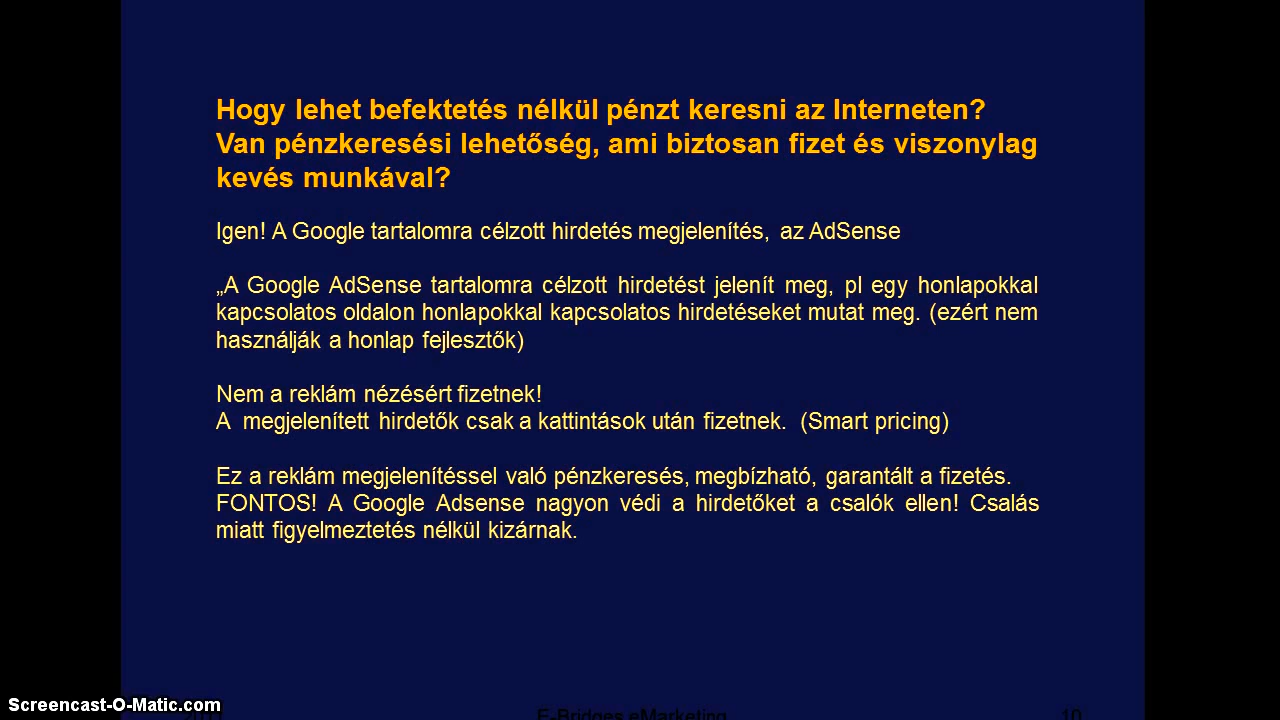 Hogy lehet befektetés nélkül pénzt keresni az Interneten?
Van pénzkeresési lehetőség, ami biztosan fizet és viszonylag
kevés munkával?
Igen! A Google tartalomra célzott hirdetés megjelenítés, az AdSense
„A Google AdSense tartalomra célzott hirdetést jelenít meg, pl egy honlapokkal
kapcsolatos oldalon honlapokkal kapcsolatos hirdetéseket mutat meg. (ezért nem
használják a honlap fejlesztők)
Nem a reklám nézésért fizetnek!
A megjelenített hirdetők csak a kattintások után fizetnek. (Smart pricing)
Ez a reklám megjelenítéssel való pénzkeresés, megbízható, garantált a fizetés.
FONTOS! A Google Adsense nagyon védi a hirdetőket a csalók ellen! Csalás
miatt figyelmeztetés nélkül kizárnak.
E-Bridges eMarketing 10
Screencast-O-Matic.com